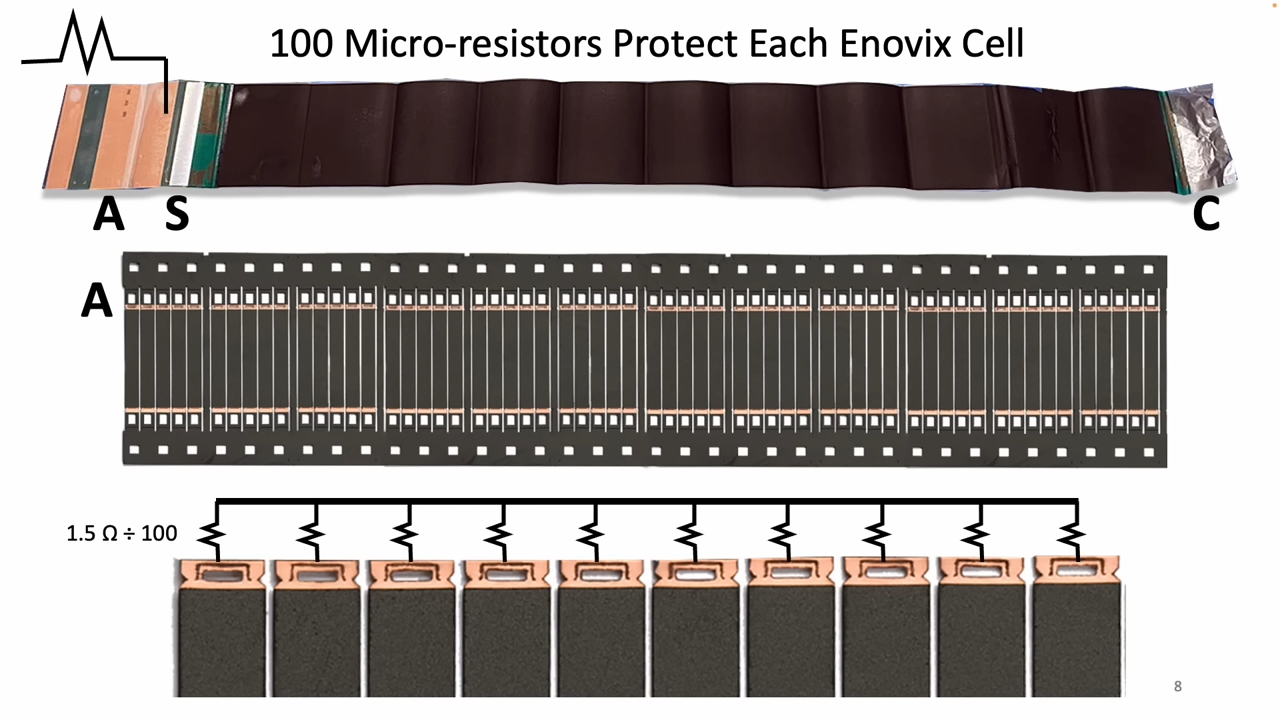 100 Micro-resistors Protect Each Enovix Cell
A
S
C
A
1.5 Ω ÷ 100
8